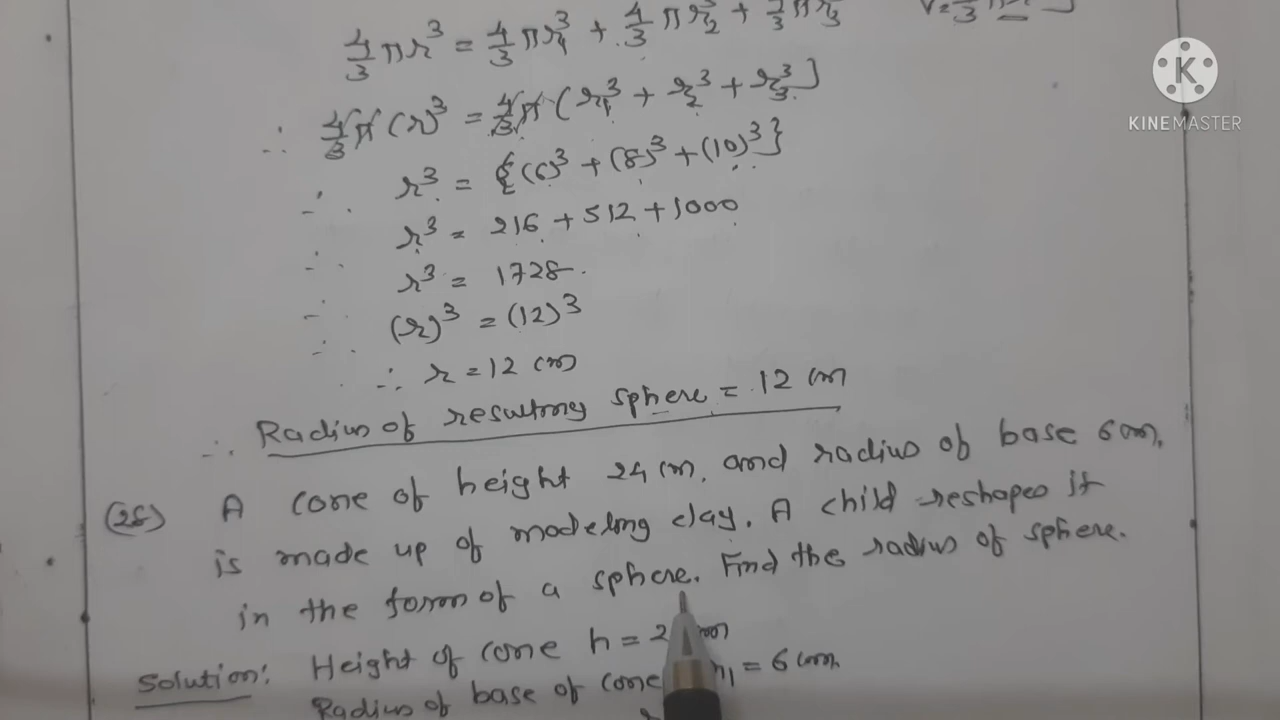 4/3 πr³ = 4/3 πr₁³ + 4/3 πr₂³ + 4/3 πr₃³
∴ 4/3 π (r)³ = 4/3 π (r₁³ + r₂³ + r₃³]
∴ r³ = {(6)³ + (8)³ + (10)³}
∴ r³ = 216 + 512 + 1000
∴ r³ = 1728.
∴ (r)³ = (12)³
∴ r = 12 cm
∴ Radius of resulting sphere = 12 cm
(28) A cone of height 24 cm, and radius of base 6 cm,
is made up of modelong clay. A child reshapes it
in the form of a sphere. Find the radius of sphere.
Solution: Height of cone h = 2 cm
Radius of base of cone r₁ = 6 cm.
K
KINEMASTER